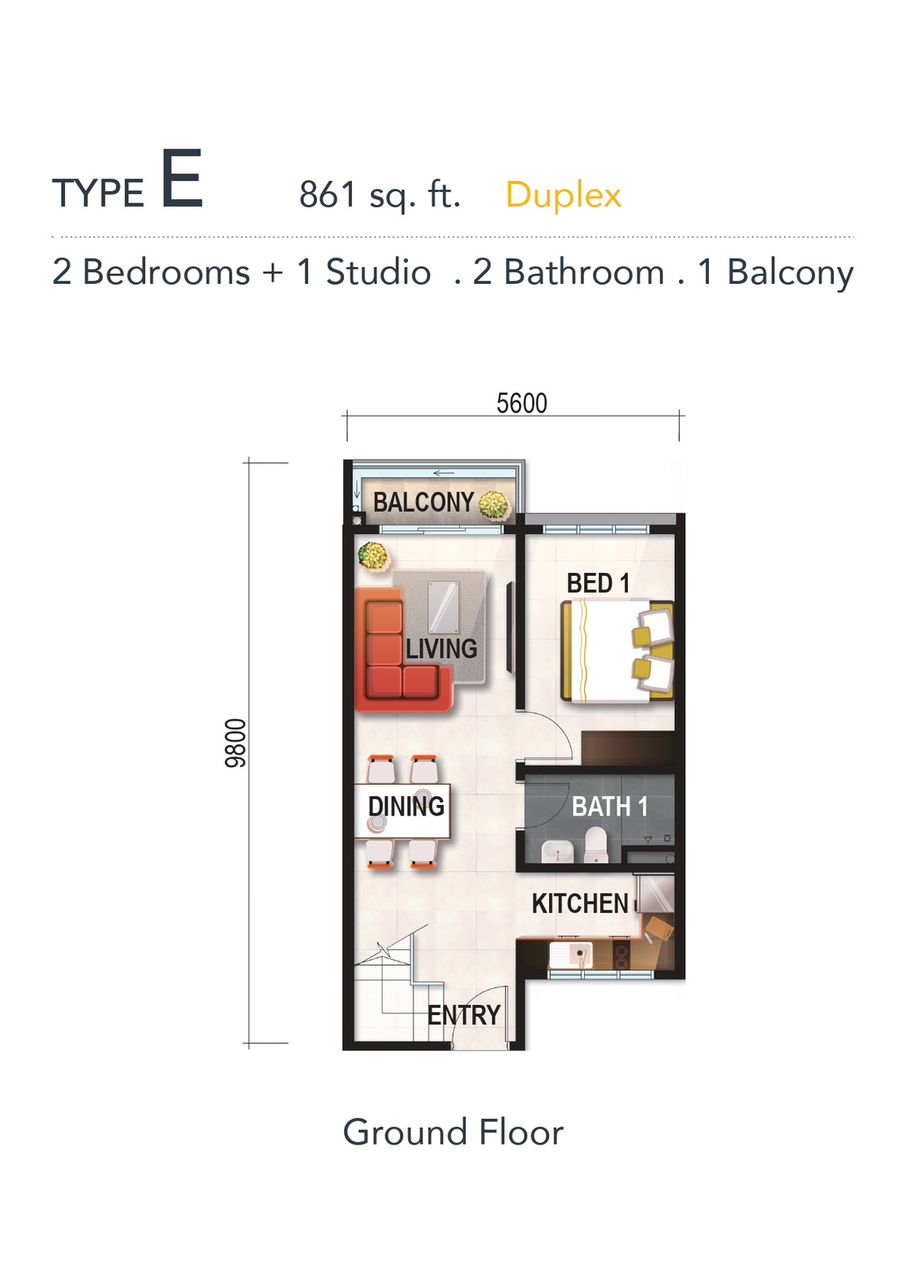 TYPE E 861 sq. ft. Duplex
2 Bedrooms + 1 Studio . 2 Bathroom . 1 Balcony
5600
9800
BALCONY
BED 1
LIVING
DINING
BATH 1
KITCHEN
ENTRY
Ground Floor